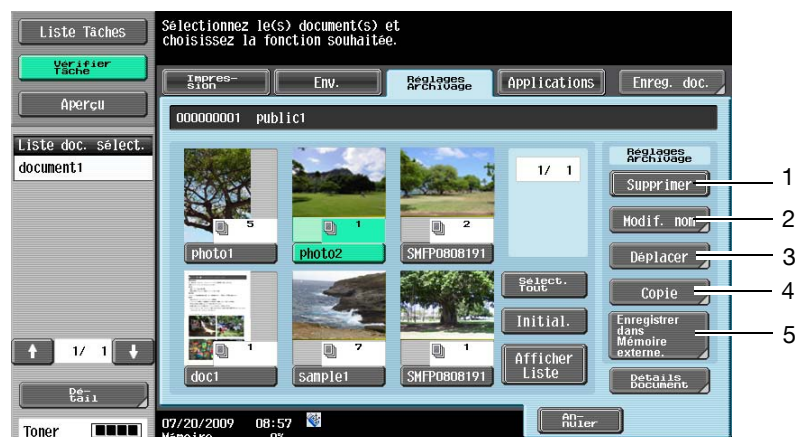 Liste Tâches
Vérifier
Tâche
Aperçu
Liste doc. sélect.
document1
1/ 1
Dé-
tail
Toner
Sélectionnez le(s) document(s) et
choisissez la fonction souhaitée.
Impres-
sion
Env.
Réglages
Archivage
Applications
Enreg. doc.
000000001 public1
5
photo1
1
photo2
2
SMFP0808191
1
doc1
7
sample1
1
SMFP0808191
1/ 1
Sélect.
Tout
Initial.
Afficher
Liste
Réglages
Archivage
Supprimer
Modif. nom
Déplacer
Copie
Enregistrer
dans
Mémoire
externe.
Détails
Document
1
2
3
4
5
07/20/2009 08:57
Mémoire 0%
An-
nuler